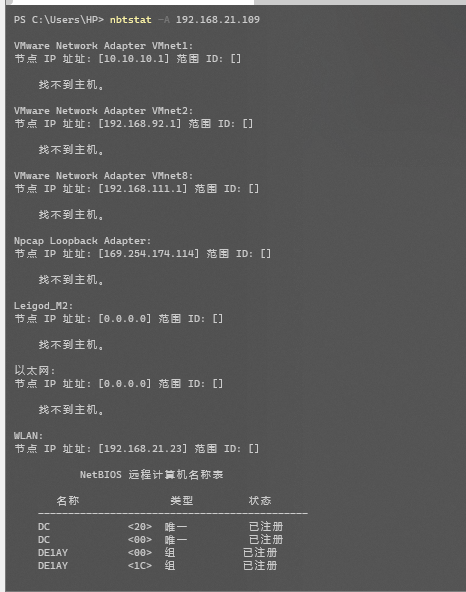 PS C:\Users\HP> nbtstat -A 192.168.21.109
VMware Network Adapter VMnet1:
节点 IP 址址: [10.10.10.1] 范围 ID: []
找不到主机。
VMware Network Adapter VMnet2:
节点 IP 址址: [192.168.92.1] 范围 ID: []
找不到主机。
VMware Network Adapter VMnet8:
节点 IP 址址: [192.168.111.1] 范围 ID: []
找不到主机。
Npcap Loopback Adapter:
节点 IP 址址: [169.254.174.114] 范围 ID: []
找不到主机。
Leigod_M2:
节点 IP 址址: [0.0.0.0] 范围 ID: []
找不到主机。
以太网:
节点 IP 址址: [0.0.0.0] 范围 ID: []
找不到主机。
WLAN:
节点 IP 址址: [192.168.21.23] 范围 ID: []
NetBIOS 远程计算机名称表
名称 类型 状态
---------------------------------------------
DC <20> 唯一 已注册
DC <00> 唯一 已注册
DE1AY <00> 组 已注册
DE1AY <1C> 组 已注册